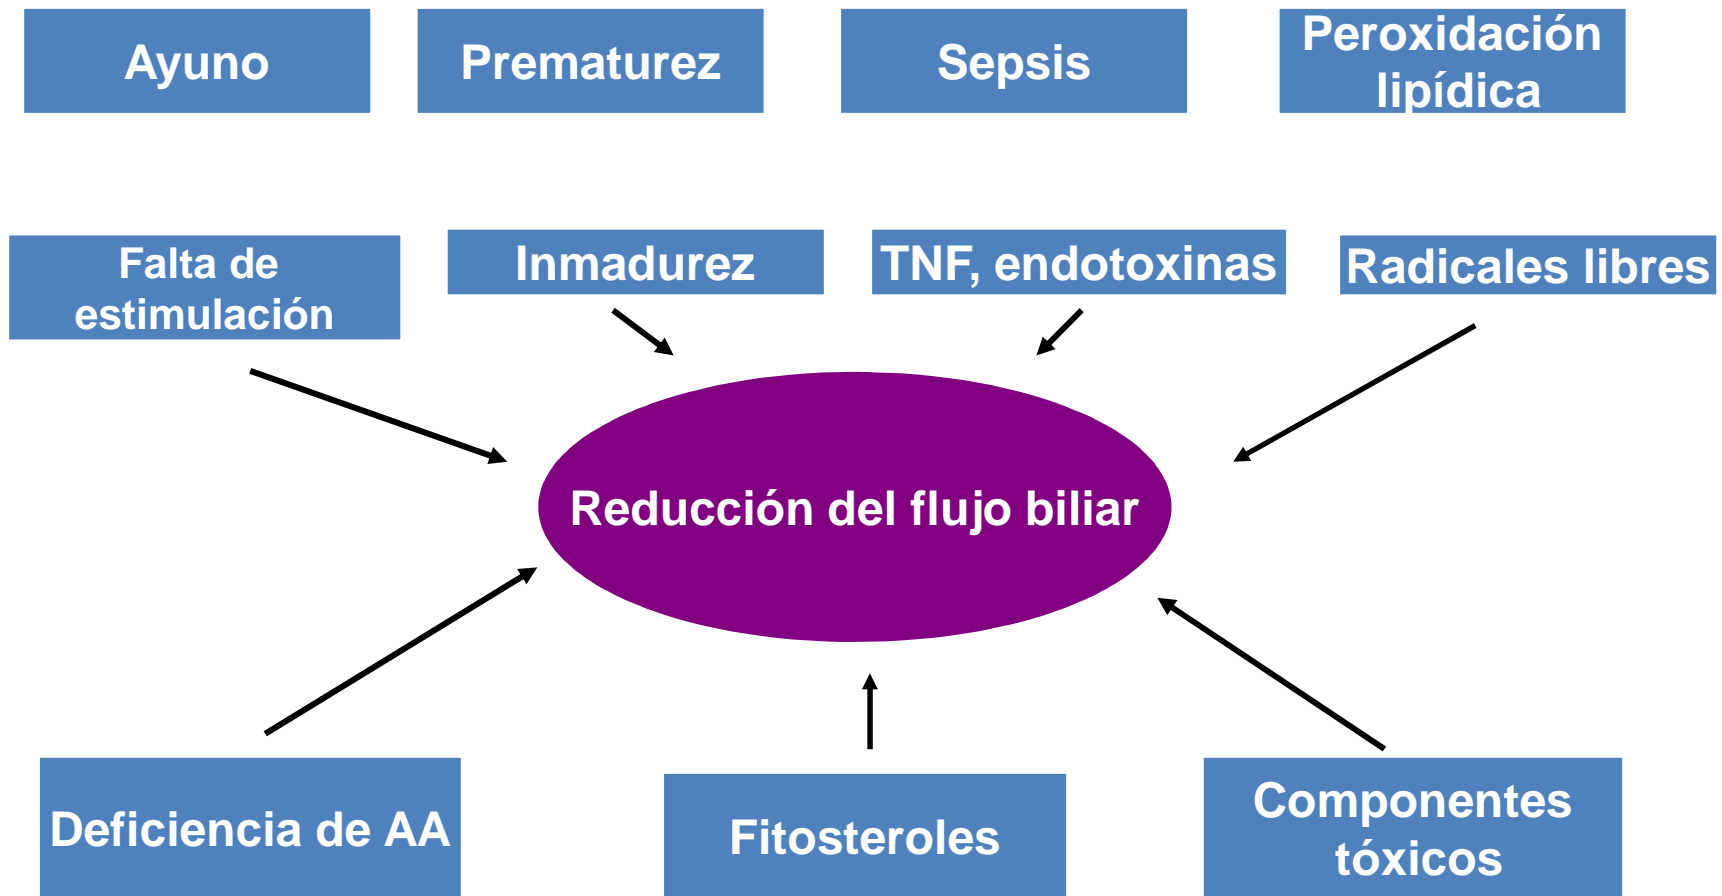 Ayuno
Prematurez
Sepsis
Peroxidación
lipídica
Falta de
estimulación
Inmadurez
TNF, endotoxinas
Radicales libres
Reducción del flujo biliar
Deficiencia de AA
Fitosteroles
Componentes
tóxicos